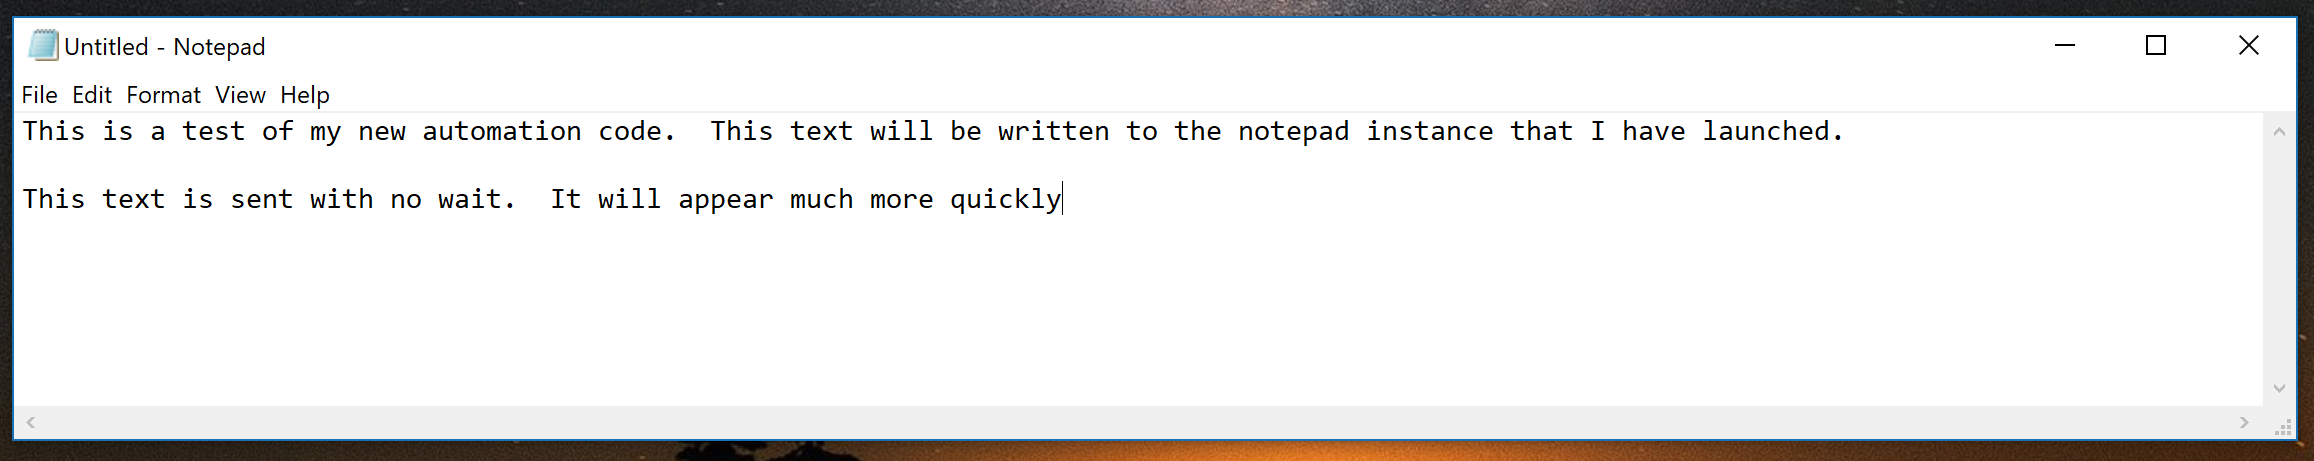 Untitled - Notepad
File Edit Format View Help
This is a test of my new automation code.  This text will be written to the notepad instance that I have launched.
This text is sent with no wait.  It will appear much more quickly